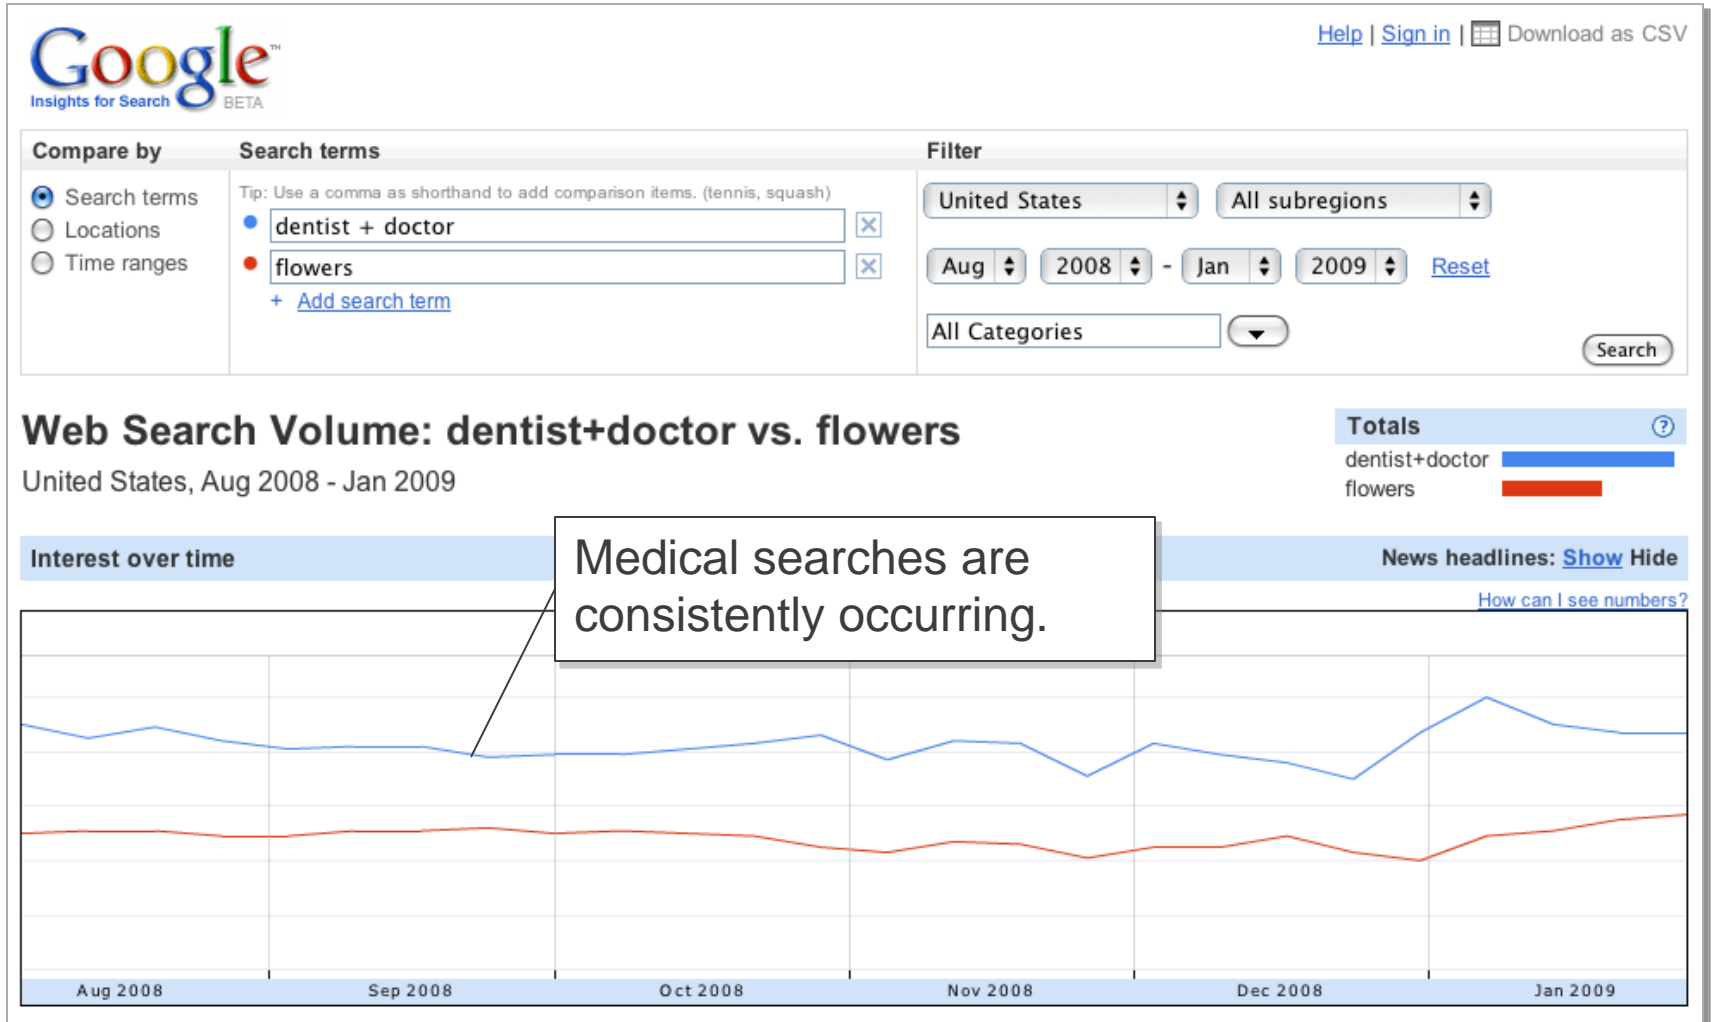 Google™
Insights for Search BETA
Help | Sign in | Download as CSV
Compare by
Search terms
Filter
Search terms
Locations
Time ranges
Tip: Use a comma as shorthand to add comparison items. (tennis, squash)
dentist + doctor
flowers
+ Add search term
United States
All subregions
Aug 2008 - Jan 2009 Reset
All Categories
Search
Web Search Volume: dentist+doctor vs. flowers
United States, Aug 2008 - Jan 2009
Totals ?
dentist+doctor
flowers
Interest over time
Medical searches are
consistently occurring.
News headlines: Show Hide
How can I see numbers?
Aug 2008
Sep 2008
Oct 2008
Nov 2008
Dec 2008
Jan 2009